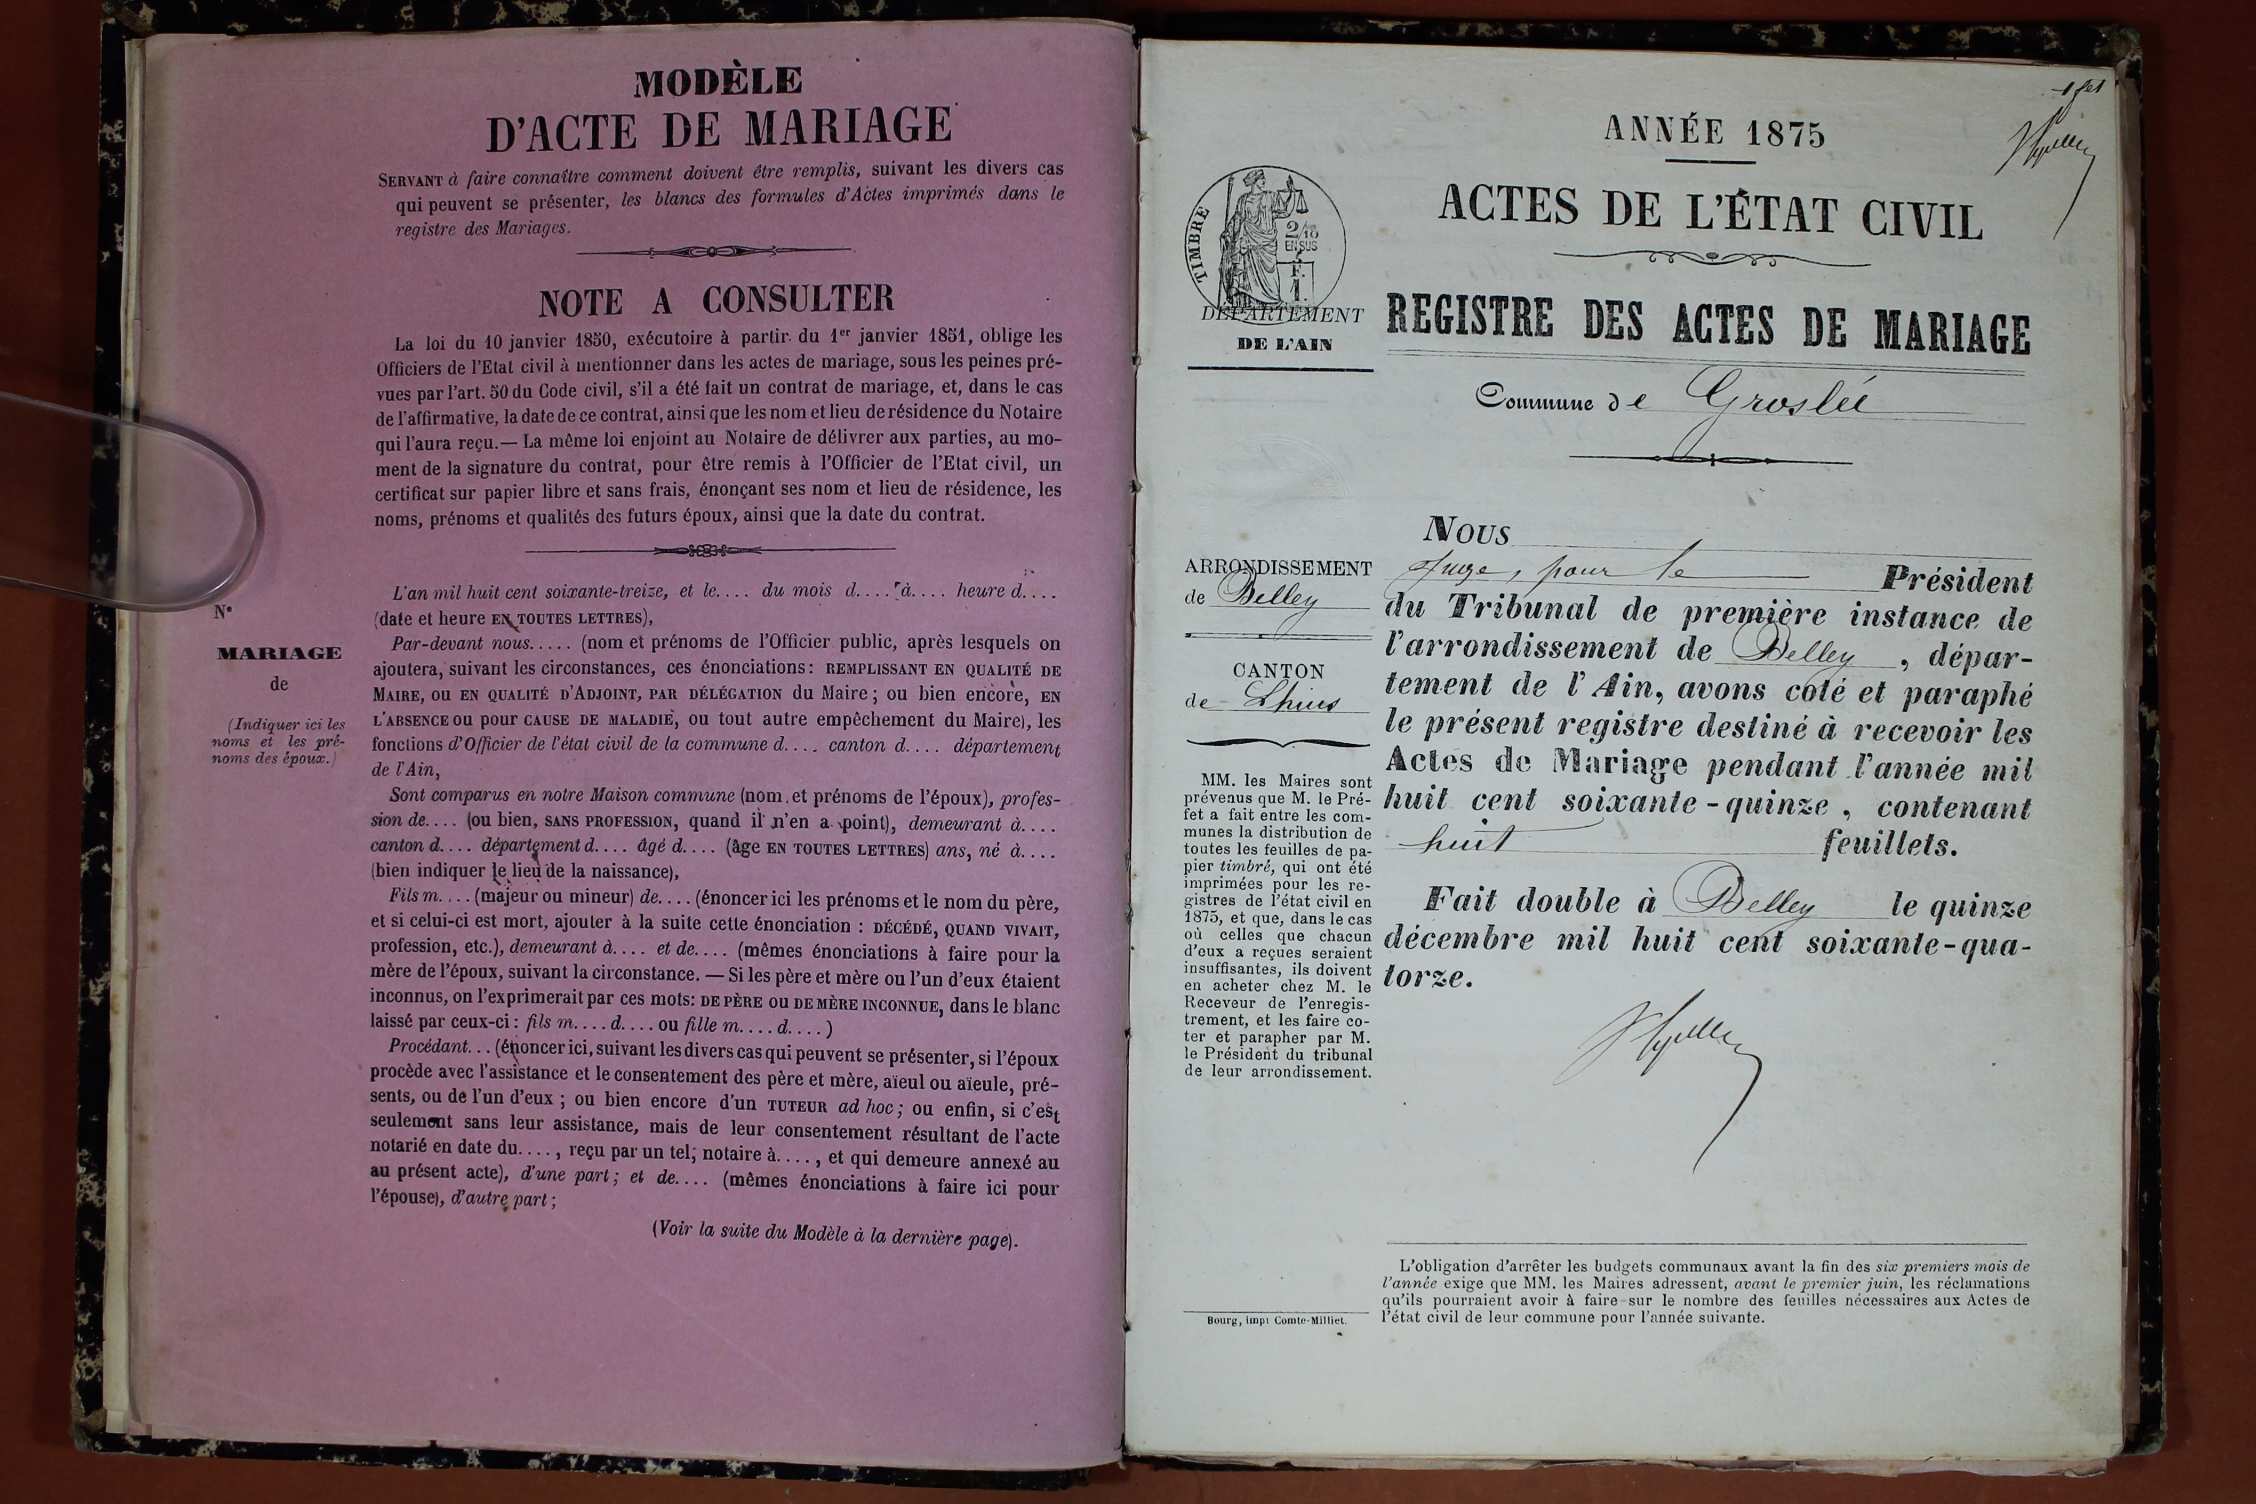 MODÈLE
D'ACTE DE MARIAGE
SERVANT à faire connaître comment doivent être remplis, suivant les divers cas
qui peuvent se présenter, les blancs des formules d'Actes imprimés dans le
registre des Mariages.
NOTE A CONSULTER
La loi du 10 janvier 1850, exécutoire à partir du 1er janvier 1851, oblige les
Officiers de l'Etat civil à mentionner dans les actes de mariage, sous les peines pré-
vues par l'art. 50 du Code civil, s'il a été fait un contrat de mariage, et, dans le cas
de l'affirmative, la date de ce contrat, ainsi que les nom et lieu de résidence du Notaire
qui l'aura reçu.— La même loi enjoint au Notaire de délivrer aux parties, au mo-
ment de la signature du contrat, pour être remis à l'Officier de l'Etat civil, un
certificat sur papier libre et sans frais, énonçant ses nom et lieu de résidence, les
noms, prénoms et qualités des futurs époux, ainsi que la date du contrat.
N°
MARIAGE
de
(Indiquer ici les
noms et les pré-
noms des époux.)
L'an mil huit cent soixante-treize, et le.... du mois d.... à.... heure d....
(date et heure EN TOUTES LETTRES),
Par-devant nous..... (nom et prénoms de l'Officier public, après lesquels on
ajoutera, suivant les circonstances, ces énonciations: REMPLISSANT EN QUALITÉ DE
MAIRE, OU EN QUALITÉ D'ADJOINT, PAR DÉLÉGATION du Maire; ou bien encore, EN
L'ABSENCE OU pour CAUSE DE MALADIE, ou tout autre empêchement du Maire), les
fonctions d'Officier de l'état civil de la commune d.... canton d.... département
de l'Ain,
Sont comparus en notre Maison commune (nom et prénoms de l'époux), profes-
sion de.... (ou bien, SANS PROFESSION, quand il n'en a point), demeurant à....
canton d.... département d.... âgé d.... (âge EN TOUTES LETTRES) ans, né à....
(bien indiquer le lieu de la naissance),
Fils m.... (majeur ou mineur) de.... (énoncer ici les prénoms et le nom du père,
et si celui-ci est mort, ajouter à la suite cette énonciation : DÉCÉDÉ, QUAND VIVAIT,
profession, etc.), demeurant à.... et de.... (mêmes énonciations à faire pour la
mère de l'époux, suivant la circonstance. — Si les père et mère ou l'un d'eux étaient
inconnus, on l'exprimerait par ces mots: DE PÈRE OU DE MÈRE INCONNUE, dans le blanc
laissé par ceux-ci : fils m.... d.... ou fille m.... d....)
Procédant... (énoncer ici, suivant les divers cas qui peuvent se présenter, si l'époux
procède avec l'assistance et le consentement des père et mère, aïeul ou aïeule, pré-
sents, ou de l'un d'eux ; ou bien encore d'un TUTEUR ad hoc; ou enfin, si c'est
seulement sans leur assistance, mais de leur consentement résultant de l'acte
notarié en date du...., reçu par un tel, notaire à...., et qui demeure annexé au
au présent acte), d'une part; et de.... (mêmes énonciations à faire ici pour
l'épouse), d'autre part;
(Voir la suite du Modèle à la dernière page).
ANNÉE 1875
ACTES DE L'ÉTAT CIVIL
TIMBRE
2/10
EN SUS
F.
1.
DÉPARTEMENT
DE L'AIN
REGISTRE DES ACTES DE MARIAGE
Commune de Groslée
ARRONDISSEMENT
de Belley
CANTON
de Lhuis
MM. les Maires sont
prévenus que M. le Pré-
fet a fait entre les com-
munes la distribution de
toutes les feuilles de pa-
pier timbré, qui ont été
imprimées pour les re-
gistres de l'état civil en
1875, et que, dans le cas
où celles que chacun
d'eux a reçues seraient
insuffisantes, ils doivent
en acheter chez M. le
Receveur de l'enregis-
trement, et les faire co-
ter et parapher par M.
le Président du tribunal
de leur arrondissement.
Nous
Juge, pour le Président
du Tribunal de première instance de
l'arrondissement de Belley, dépar-
tement de l'Ain, avons coté et paraphé
le présent registre destiné à recevoir les
Actes de Mariage pendant l'année mil
huit cent soixante-quinze, contenant
huit feuillets.
Fait double à Belley le quinze
décembre mil huit cent soixante-qua-
torze.
L'obligation d'arrêter les budgets communaux avant la fin des six premiers mois de
l'année exige que MM. les Maires adressent, avant le premier juin, les réclamations
qu'ils pourraient avoir à faire sur le nombre des feuilles nécessaires aux Actes de
l'état civil de leur commune pour l'année suivante.
Bourg, impr Comte-Milliet.